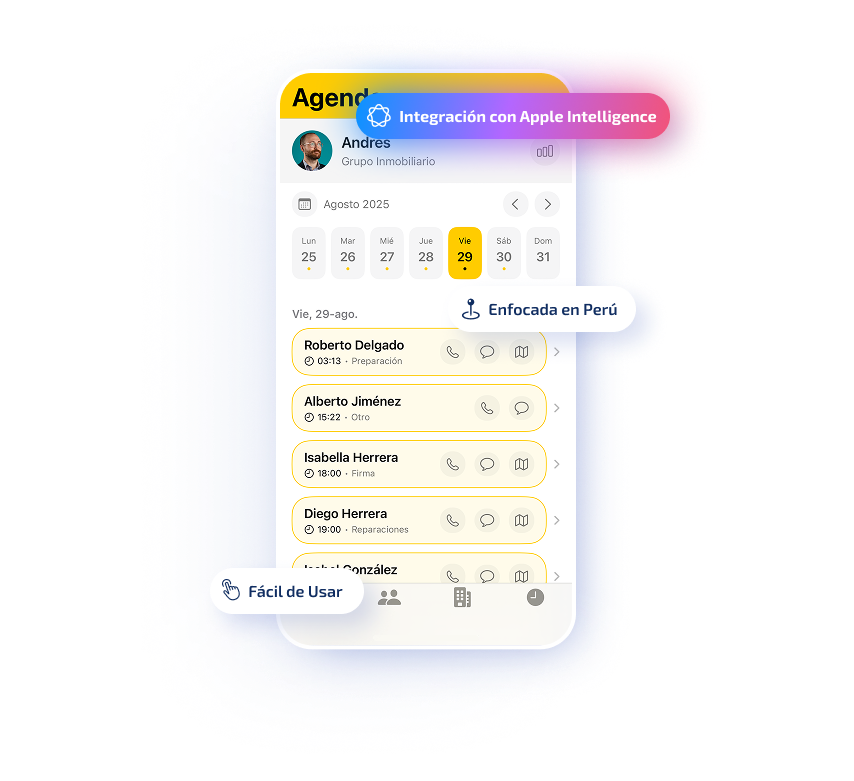 Agend
Integración con Apple Intelligence
Andrés
Grupo Inmobiliario
Agosto 2025
Lun Mar Mié Jue Vie Sáb Dom
25 26 27 28 29 30 31
Enfocada en Perú
Vie, 29-ago.
Roberto Delgado
03:13 • Preparación
Alberto Jiménez
15:22 • Otro
Isabella Herrera
18:00 • Firma
Diego Herrera
19:00 • Reparaciones
González
Fácil de Usar